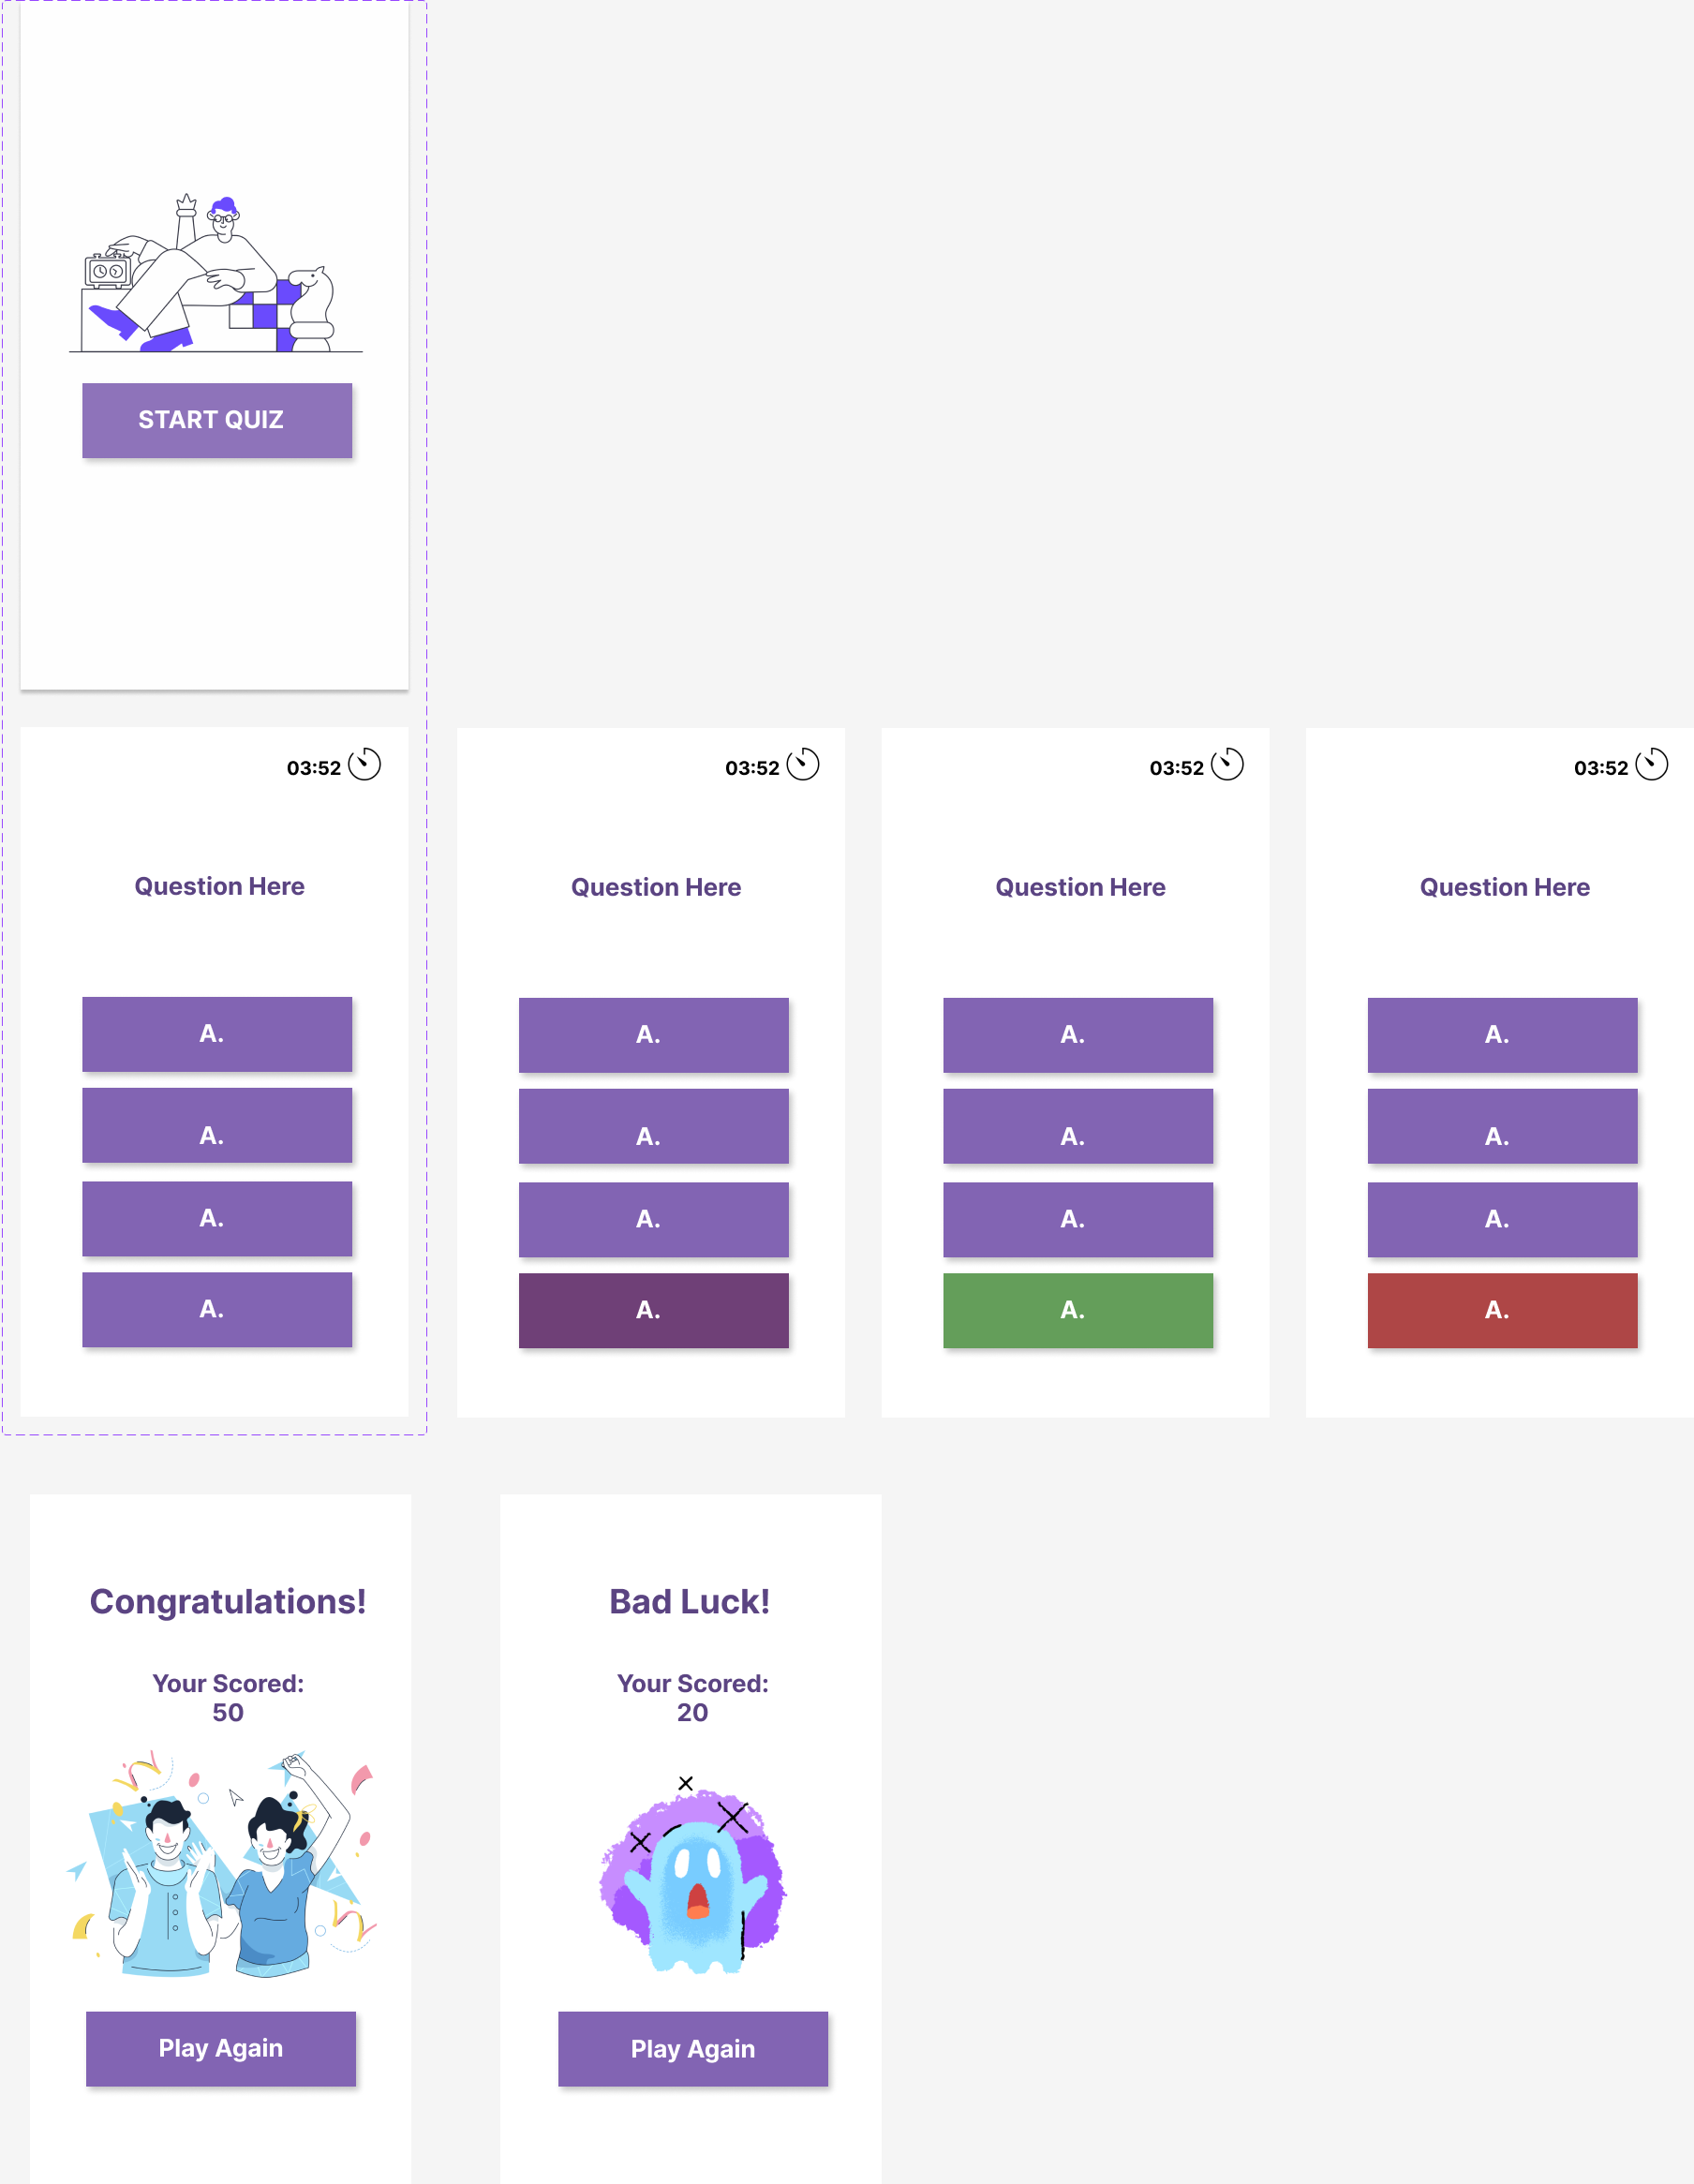 START QUIZ
03:52
Question Here
A.
A.
A.
A.
03:52
Question Here
A.
A.
A.
A.
03:52
Question Here
A.
A.
A.
A.
03:52
Question Here
A.
A.
A.
A.
Congratulations!
Your Scored:
50
Play Again
Bad Luck!
Your Scored:
20
Play Again